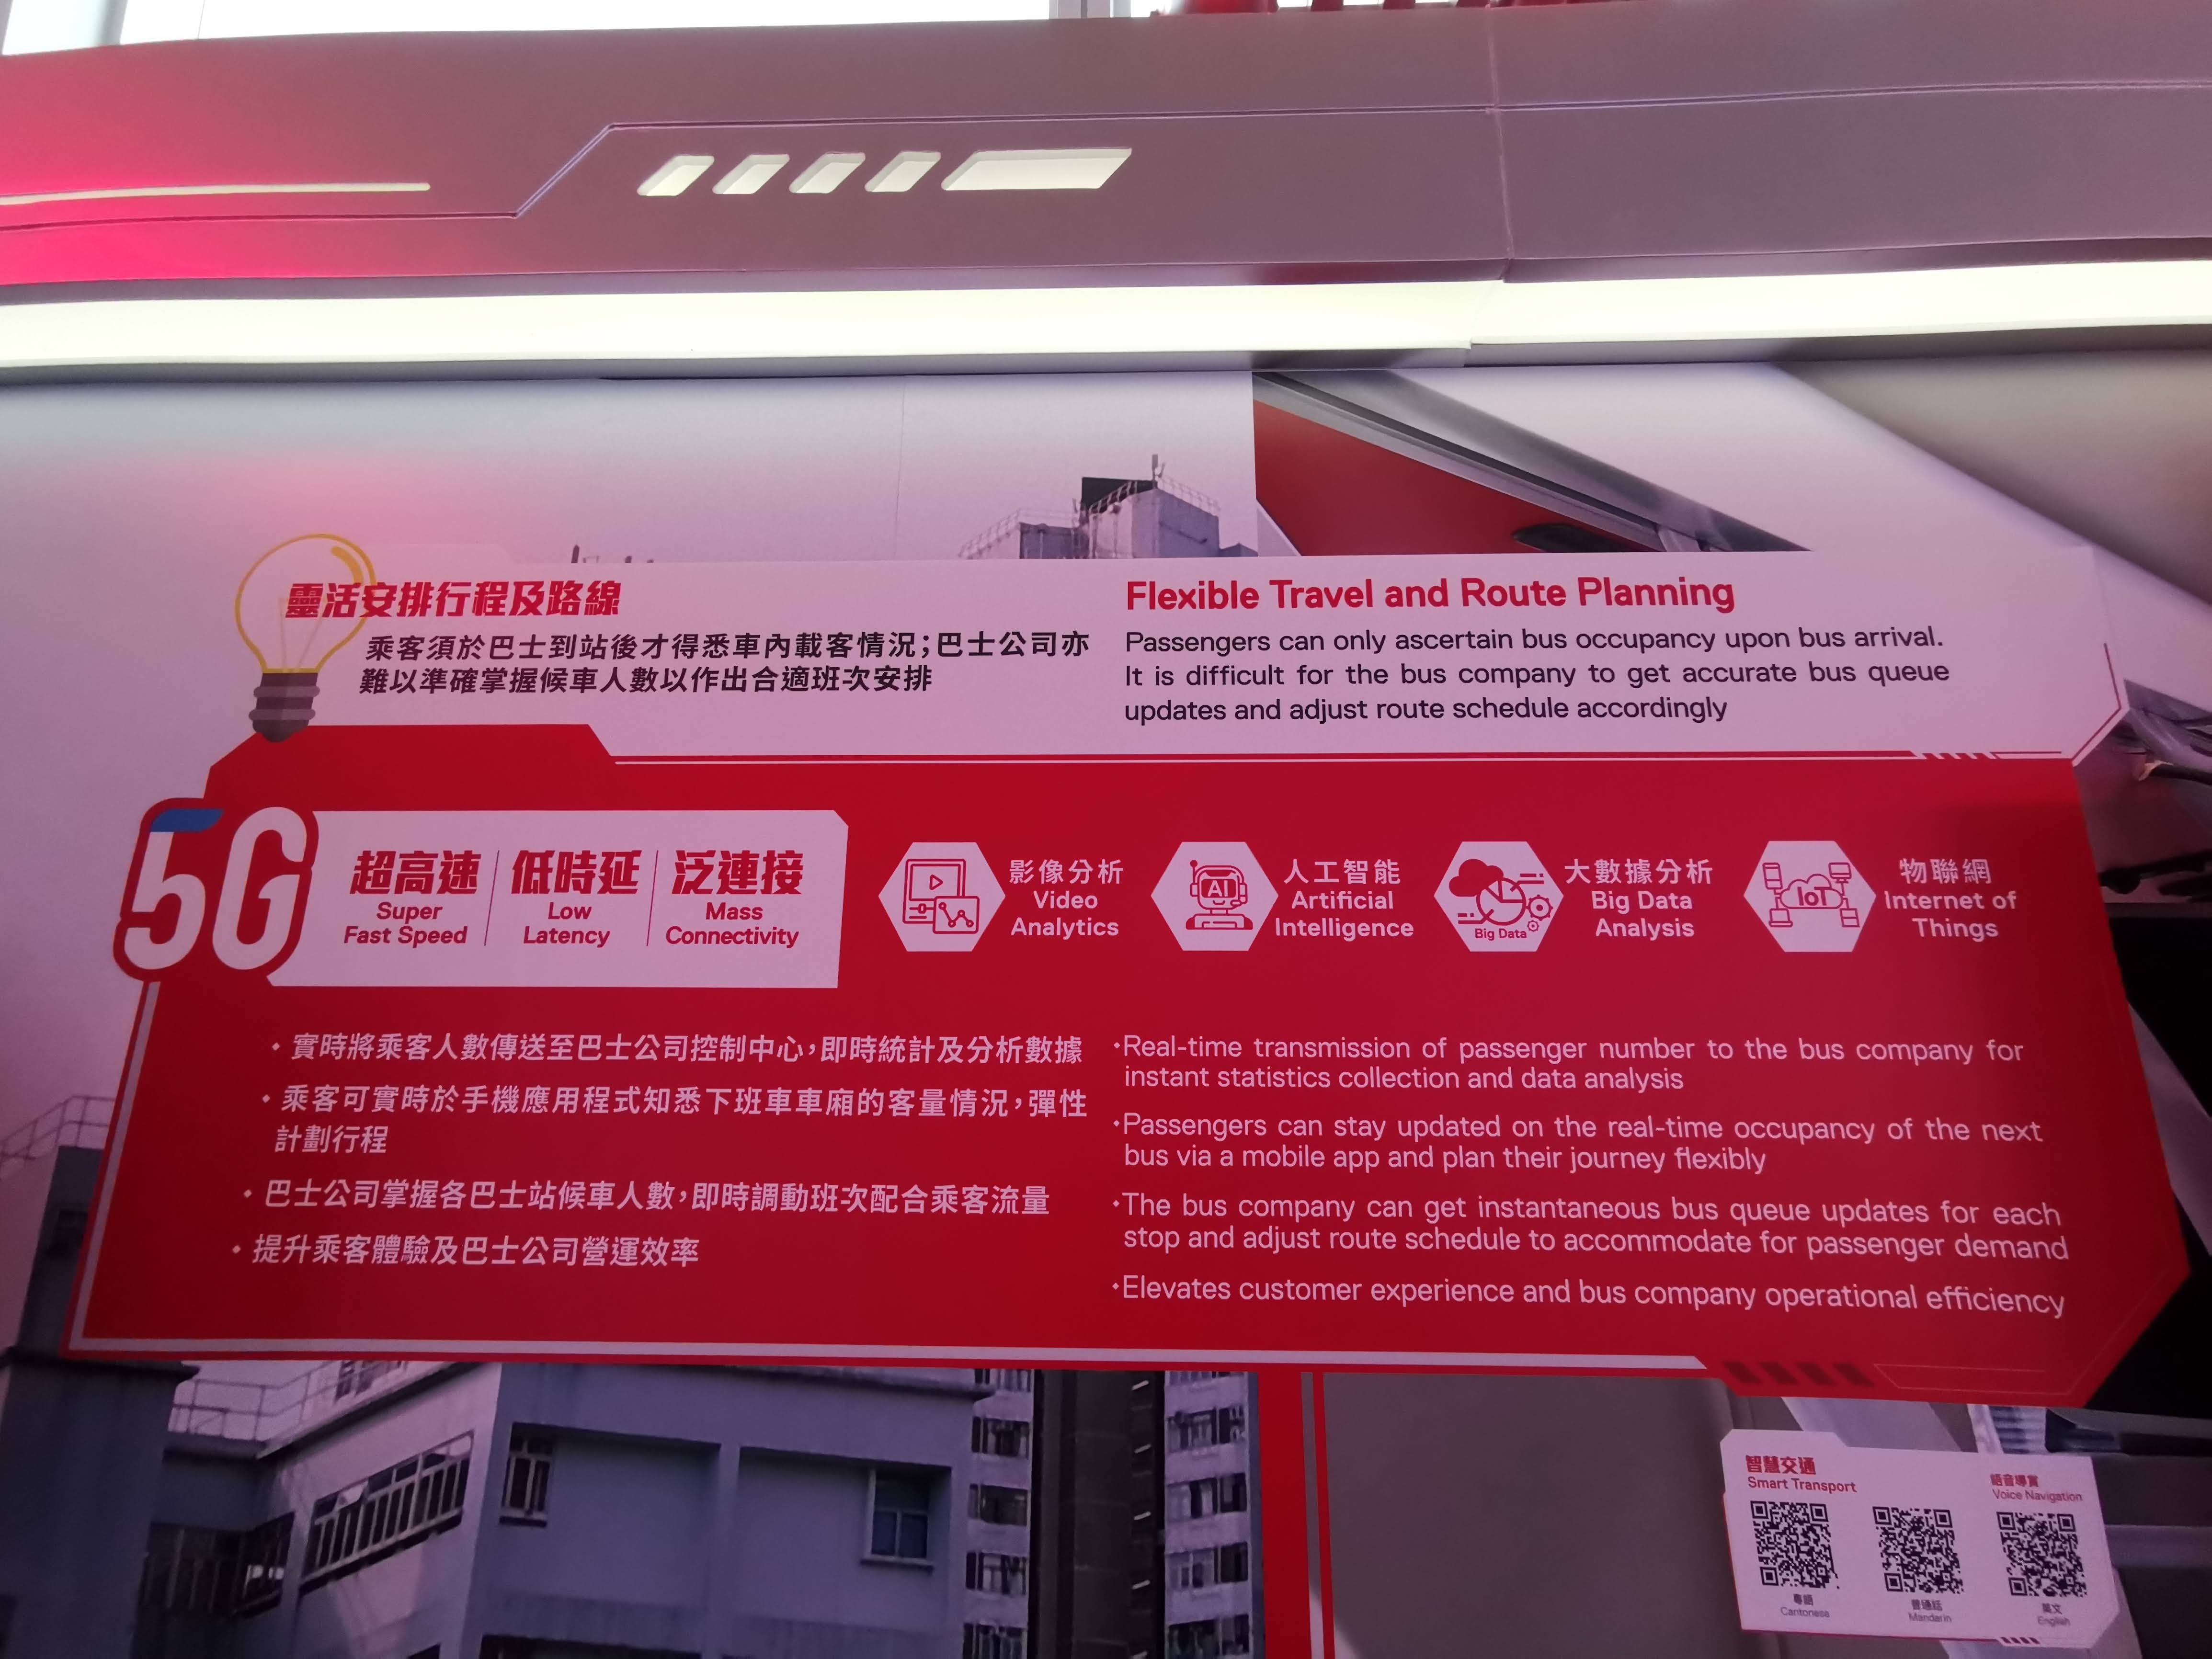 靈活安排行程及路線
乘客須於巴士到站後才得悉車內載客情況；巴士公司亦
難以準確掌握候車人數以作出合適班次安排
Flexible Travel and Route Planning
Passengers can only ascertain bus occupancy upon bus arrival.
It is difficult for the bus company to get accurate bus queue
updates and adjust route schedule accordingly
5G
超高速
Super
Fast Speed
低時延
Low
Latency
泛連接
Mass
Connectivity
影像分析
Video
Analytics
AI
人工智能
Artificial
Intelligence
Big Data
大數據分析
Big Data
Analysis
IoT
物聯網
Internet of
Things
・實時將乘客人數傳送至巴士公司控制中心，即時統計及分析數據
・乘客可實時於手機應用程式知悉下班車車廂的客量情況，彈性
計劃行程
・巴士公司掌握各巴士站候車人數，即時調動班次配合乘客流量
・提升乘客體驗及巴士公司營運效率
・Real-time transmission of passenger number to the bus company for
instant statistics collection and data analysis
・Passengers can stay updated on the real-time occupancy of the next
bus via a mobile app and plan their journey flexibly
・The bus company can get instantaneous bus queue updates for each
stop and adjust route schedule to accommodate for passenger demand
・Elevates customer experience and bus company operational efficiency
智慧交通
Smart Transport
語音導賞
Voice Navigation
粵語
Cantonese
普通話
Mandarin
英文
English